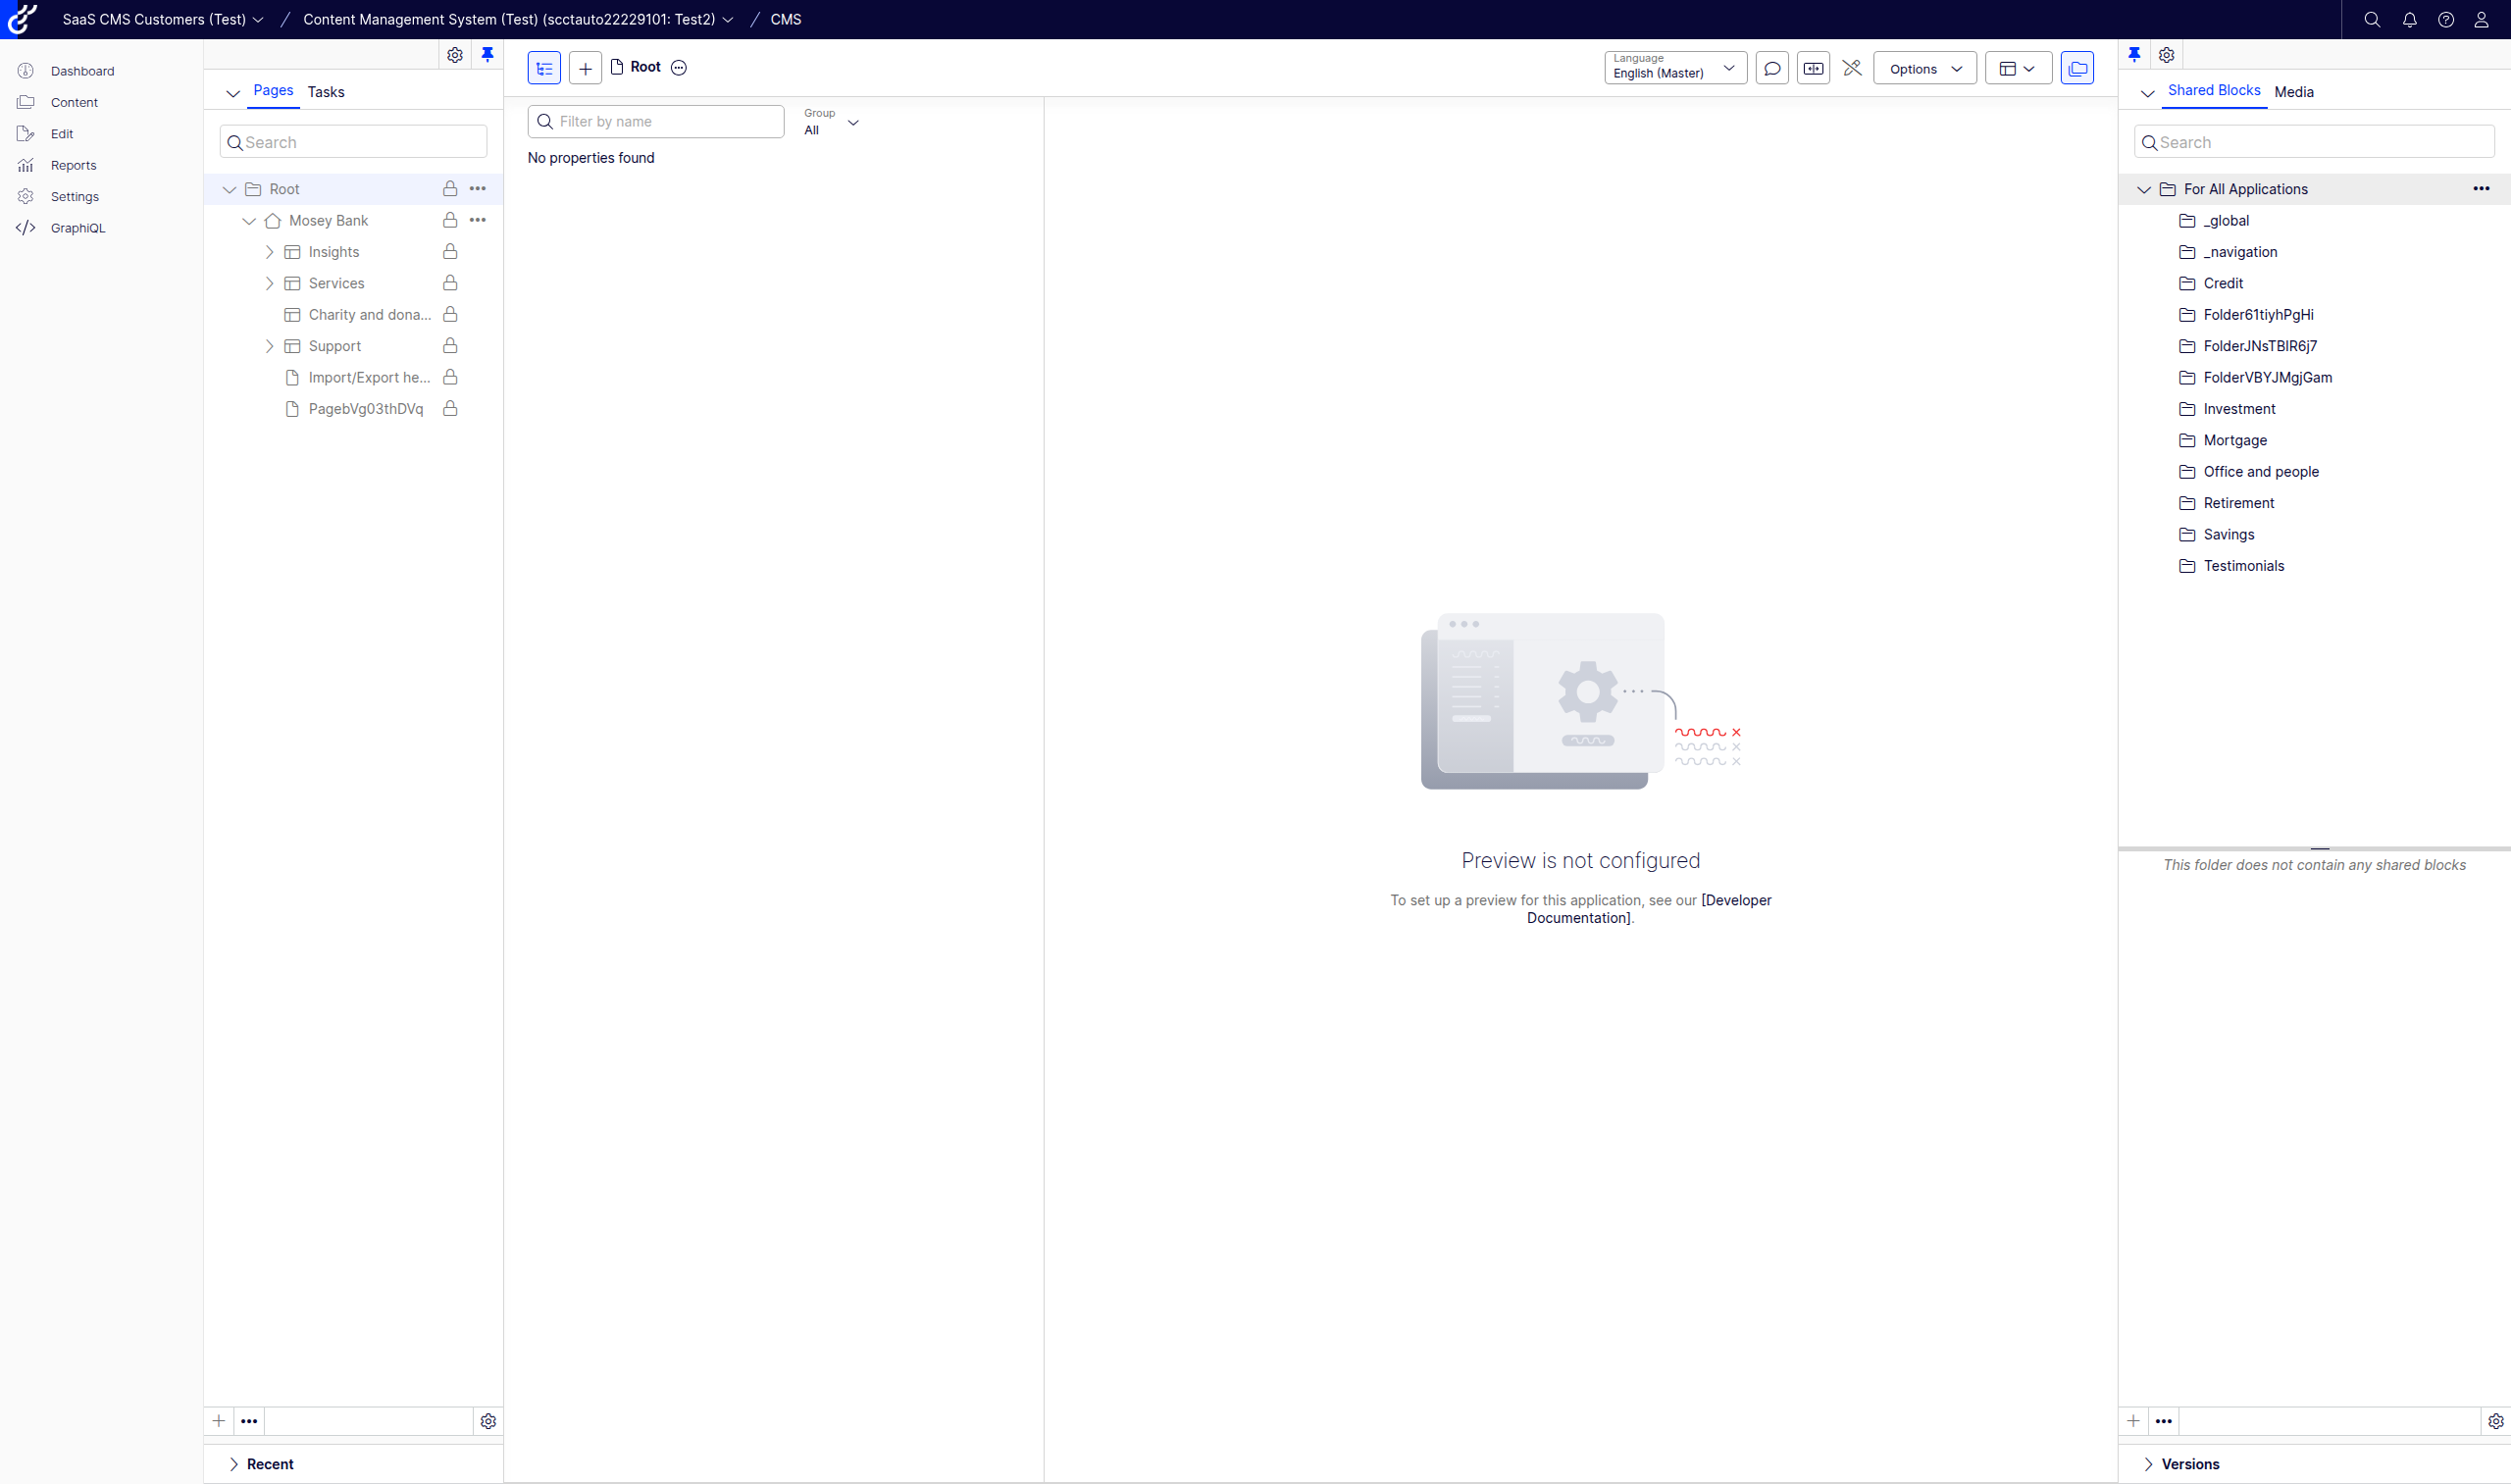 SaaS CMS Customers (Test) / Content Management System (Test) (scctauto22229101: Test2) / CMS
Dashboard
Content
Edit
Reports
Settings
GraphiQL
Pages Tasks
Search
Root
Mosey Bank
Insights
Services
Charity and dona...
Support
Import/Export he...
PagebVg03thDVq
Recent
Root
Language
English (Master)
Options
Filter by name
Group
All
No properties found
Preview is not configured
To set up a preview for this application, see our [Developer
Documentation].
Shared Blocks Media
Search
For All Applications
_global
_navigation
Credit
Folder61tiyhPgHi
FolderJNsTBIR6j7
FolderVBYJMgjGam
Investment
Mortgage
Office and people
Retirement
Savings
Testimonials
This folder does not contain any shared blocks
Versions